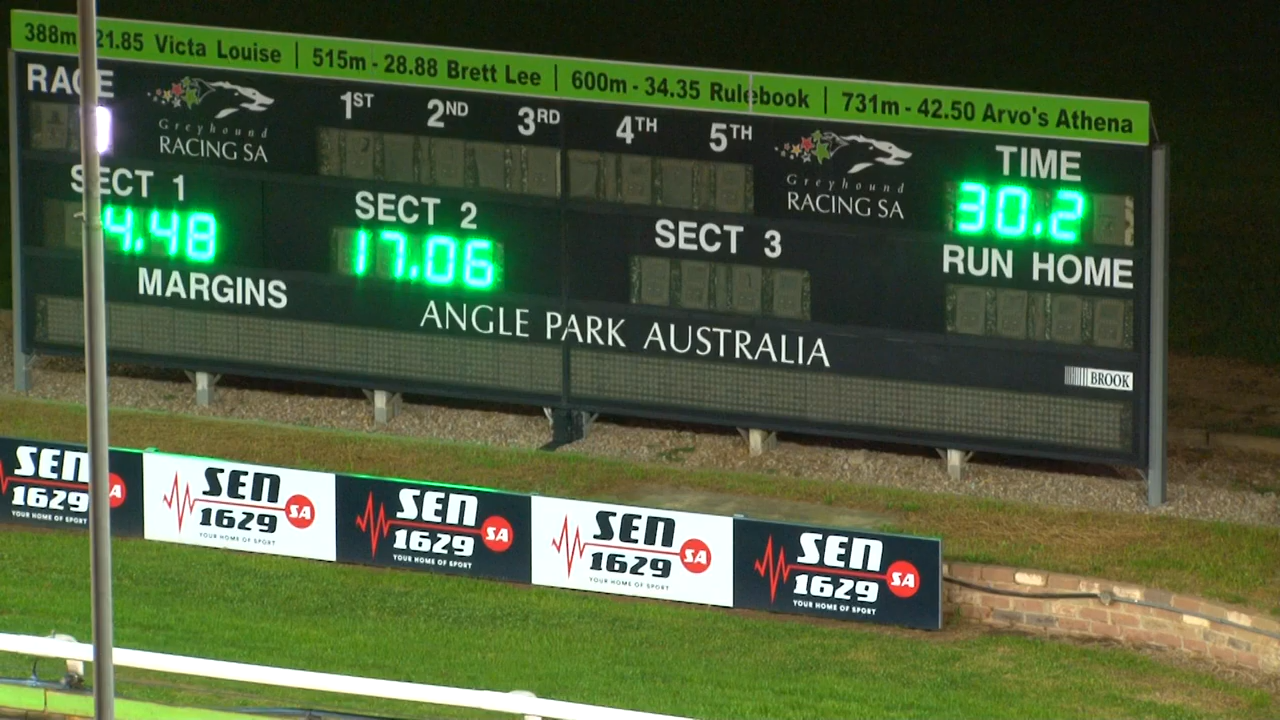 388m 21.85 Victa Louise | 515m - 28.88 Brett Lee | 600m - 34.35 Rulebook | 731m - 42.50 Arvo's Athena
RACE
Greyhound
RACING SA
1ST 2ND 3RD 4TH 5TH
Greyhound
RACING SA
TIME
30.2
SECT 1
4.48
SECT 2
17.06
SECT 3
RUN HOME
MARGINS
ANGLE PARK AUSTRALIA
BROOK
SEN
1629
YOUR HOME OF SPORT
SEN
1629 SA
YOUR HOME OF SPORT
SEN
1629 SA
YOUR HOME OF SPORT
SEN
1629 SA
YOUR HOME OF SPORT
SEN
1629 SA
YOUR HOME OF SPORT